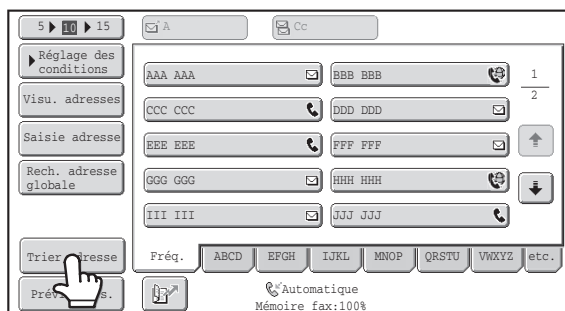 5 10 15
A
Cc
Réglage des
conditions
Visu. adresses
Saisie adresse
Rech. adresse
globale
Trier adresse
AAA AAA
BBB BBB
CCC CCC
DDD DDD
EEE EEE
FFF FFF
GGG GGG
HHH HHH
III III
JJJ JJJ
1
2
Fréq.
ABCD
EFGH
IJKL
MNOP
QRSTU
VWXYZ
etc.
Automatique
Mémoire fax:100%